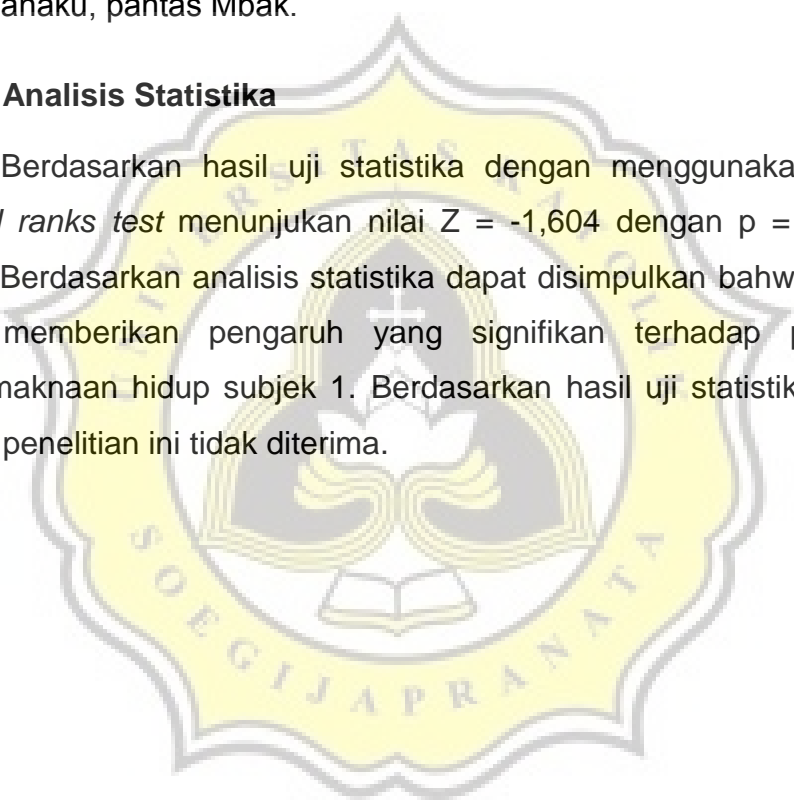 anaku, pantas Mbak.
Analisis Statistika
Berdasarkan hasil uji statistika dengan menggunaka
ranks test menunjukan nilai Z = -1,604 dengan p =
Berdasarkan analisis statistika dapat disimpulkan bahw
memberikan pengaruh yang signifikan terhadap p
maknaan hidup subjek 1. Berdasarkan hasil uji statistik
penelitian ini tidak diterima.
UNIVERSITAS KATOLIK
SOEGIJAPRANATA